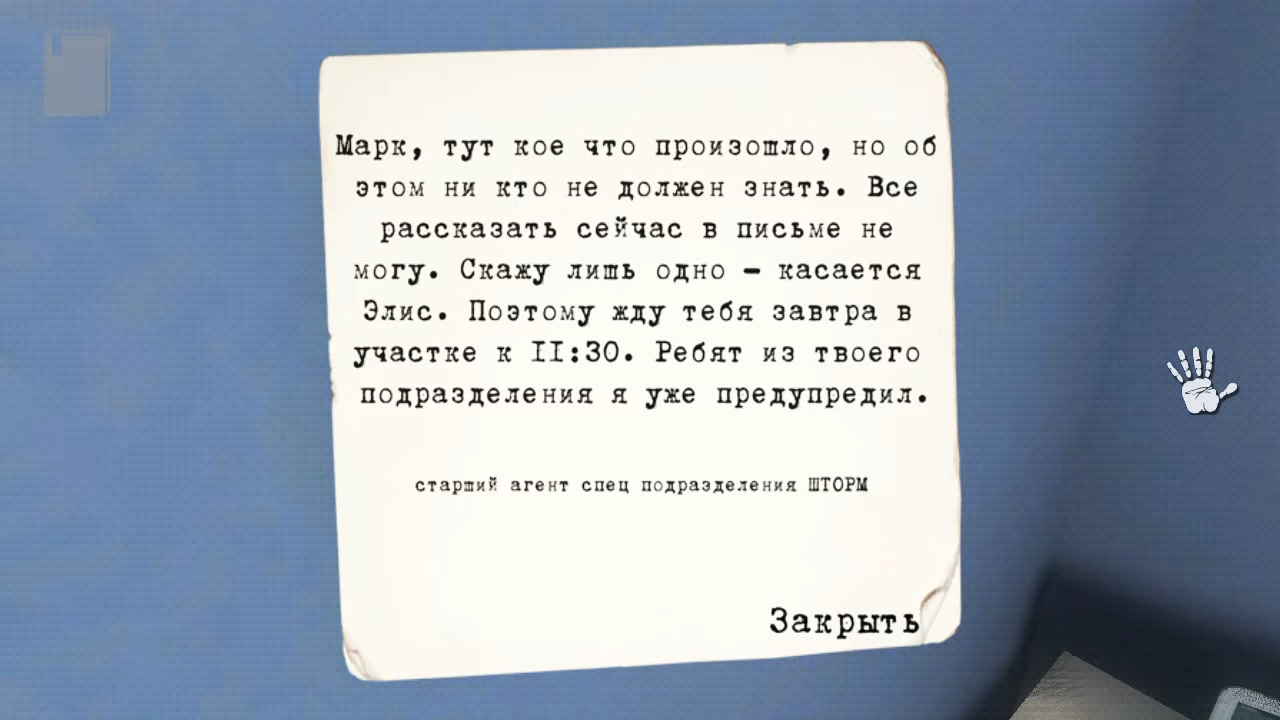 Марк, тут кое что произошло, но об
этом ни кто не должен знать. Все
рассказать сейчас в письме не
могу. Скажу лишь одно - касается
Элис. Поэтому жду тебя завтра в
участке к 11:30. Ребят из твоего
подразделения я уже предупредил.
старший агент спец подразделения ШТОРМ
Закрыть